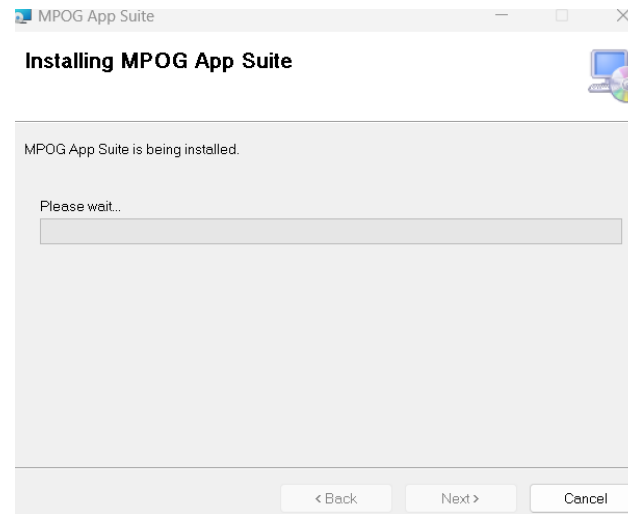 MPOG App Suite
Installing MPOG App Suite
MPOG App Suite is being installed.
Please wait...
< Back
Next >
Cancel